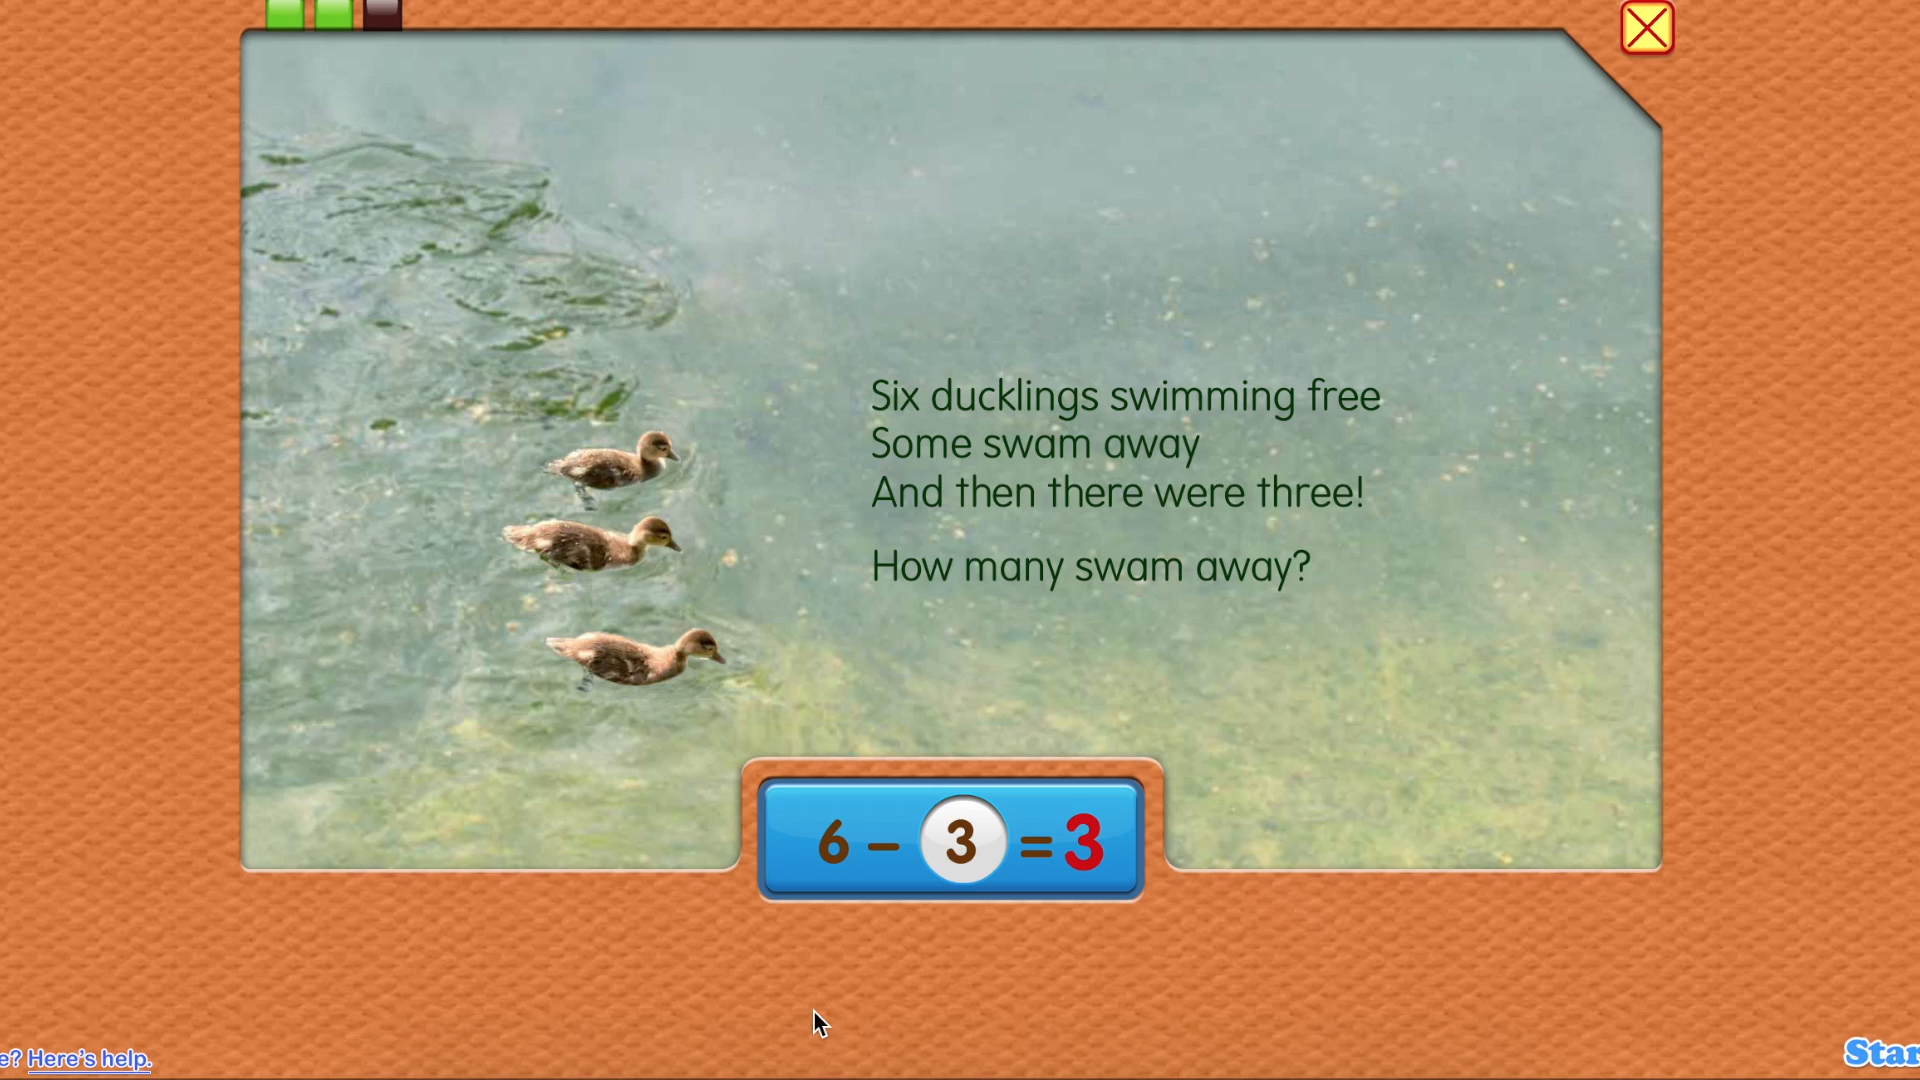 Six ducklings swimming free
Some swam away
And then there were three!
How many swam away?
6 – 3 = 3
e? Here's help.
Star